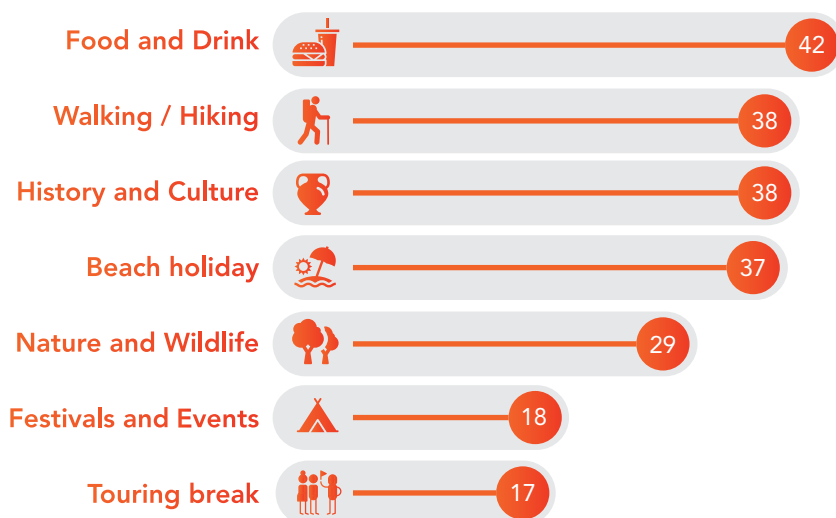 Food and Drink 42
Walking / Hiking 38
History and Culture 38
Beach holiday 37
Nature and Wildlife 29
Festivals and Events 18
Touring break 17